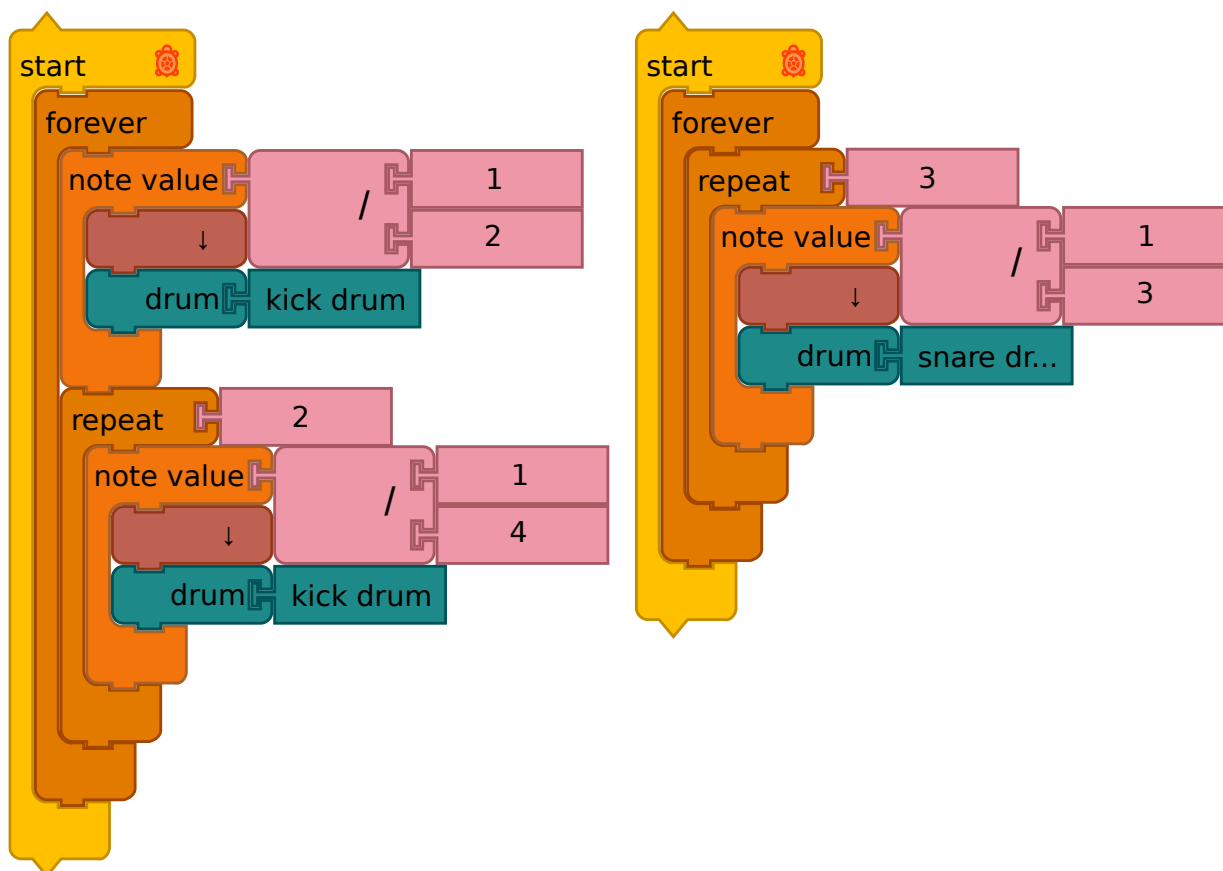 start
forever
note value / 1
2
↓
drum kick drum
repeat 2
note value / 1
4
↓
drum kick drum
start
forever
repeat 3
note value / 1
3
↓
drum snare dr...